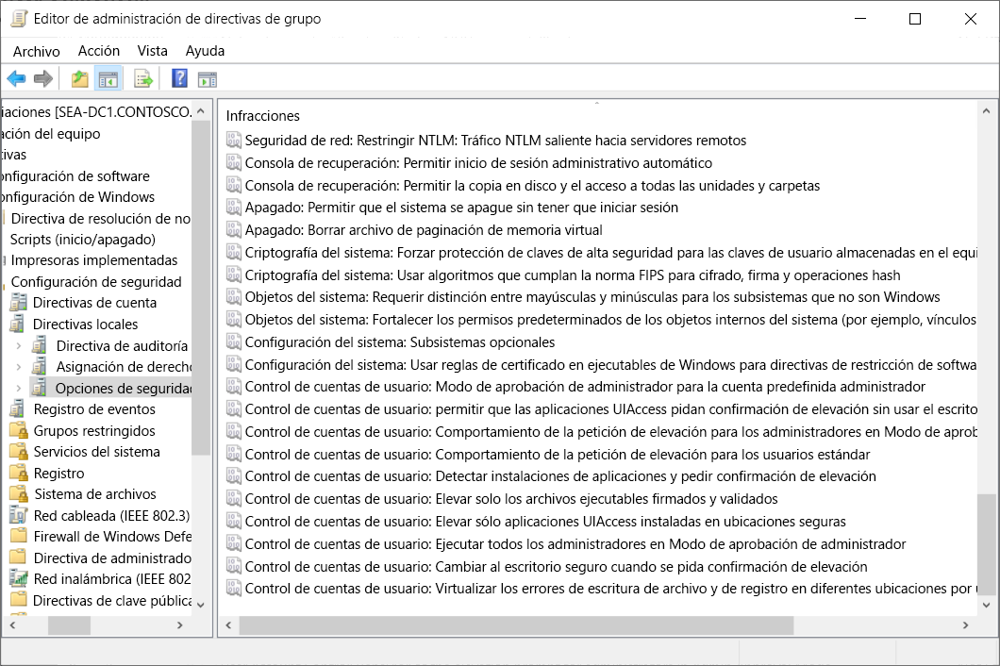 Editor de administración de directivas de grupo
Archivo Acción Vista Ayuda
iaciones [SEA-DC1.CONTOSCO.
ación del equipo
tivas
onfiguración de software
onfiguración de Windows
Directiva de resolución de no
Scripts (inicio/apagado)
Impresoras implementadas
Configuración de seguridad
Directivas de cuenta
Directivas locales
Directiva de auditoría
Asignación de derecho
Opciones de seguridad
Registro de eventos
Grupos restringidos
Servicios del sistema
Registro
Sistema de archivos
Red cableada (IEEE 802.3)
Firewall de Windows Defe
Directiva de administrado
Red inalámbrica (IEEE 802
Directivas de clave pública
Infracciones
Seguridad de red: Restringir NTLM: Tráfico NTLM saliente hacia servidores remotos
Consola de recuperación: Permitir inicio de sesión administrativo automático
Consola de recuperación: Permitir la copia en disco y el acceso a todas las unidades y carpetas
Apagado: Permitir que el sistema se apague sin tener que iniciar sesión
Apagado: Borrar archivo de paginación de memoria virtual
Criptografía del sistema: Forzar protección de claves de alta seguridad para las claves de usuario almacenadas en el equi
Criptografía del sistema: Usar algoritmos que cumplan la norma FIPS para cifrado, firma y operaciones hash
Objetos del sistema: Requerir distinción entre mayúsculas y minúsculas para los subsistemas que no son Windows
Objetos del sistema: Fortalecer los permisos predeterminados de los objetos internos del sistema (por ejemplo, vínculos
Configuración del sistema: Subsistemas opcionales
Configuración del sistema: Usar reglas de certificado en ejecutables de Windows para directivas de restricción de softwa
Control de cuentas de usuario: Modo de aprobación de administrador para la cuenta predefinida administrador
Control de cuentas de usuario: permitir que las aplicaciones UIAccess pidan confirmación de elevación sin usar el escrito
Control de cuentas de usuario: Comportamiento de la petición de elevación para los administradores en Modo de aprob
Control de cuentas de usuario: Comportamiento de la petición de elevación para los usuarios estándar
Control de cuentas de usuario: Detectar instalaciones de aplicaciones y pedir confirmación de elevación
Control de cuentas de usuario: Elevar solo los archivos ejecutables firmados y validados
Control de cuentas de usuario: Elevar sólo aplicaciones UIAccess instaladas en ubicaciones seguras
Control de cuentas de usuario: Ejecutar todos los administradores en Modo de aprobación de administrador
Control de cuentas de usuario: Cambiar al escritorio seguro cuando se pida confirmación de elevación
Control de cuentas de usuario: Virtualizar los errores de escritura de archivo y de registro en diferentes ubicaciones por